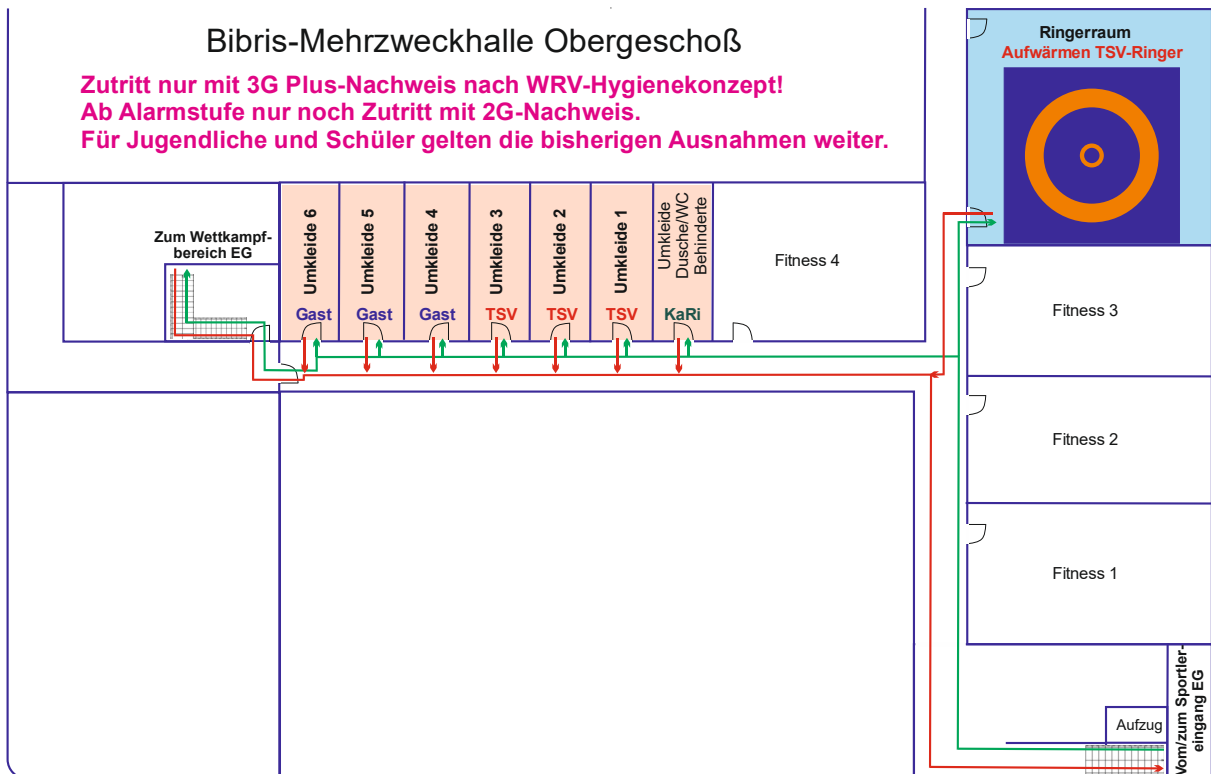 Bibris-Mehrzweckhalle Obergeschoß
Zutritt nur mit 3G Plus-Nachweis nach WRV-Hygienekonzept!
Ab Alarmstufe nur noch Zutritt mit 2G-Nachweis.
Für Jugendliche und Schüler gelten die bisherigen Ausnahmen weiter.
Ringerraum
Aufwärmen TSV-Ringer
Zum Wettkampf-
bereich EG
Umkleide 6
Gast
Umkleide 5
Gast
Umkleide 4
Gast
Umkleide 3
TSV
Umkleide 2
TSV
Umkleide 1
TSV
Umkleide
Dusche/WC
Behinderte
KaRi
Fitness 4
Fitness 3
Fitness 2
Fitness 1
Aufzug
Vom/zum Sportler-
eingang EG